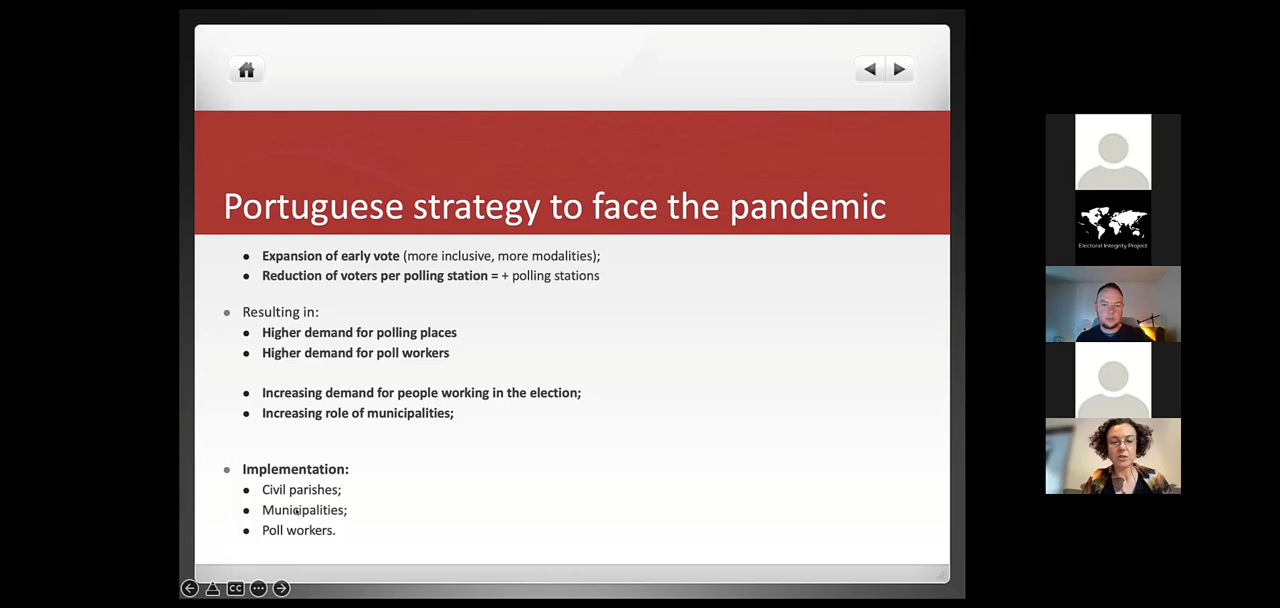 Portuguese strategy to face the pandemic
● Expansion of early vote (more inclusive, more modalities);
● Reduction of voters per polling station = + polling stations
● Resulting in:
● Higher demand for polling places
● Higher demand for poll workers
● Increasing demand for people working in the election;
● Increasing role of municipalities;
● Implementation:
● Civil parishes;
● Municipalities;
● Poll workers.
CC
Electoral Integrity Project